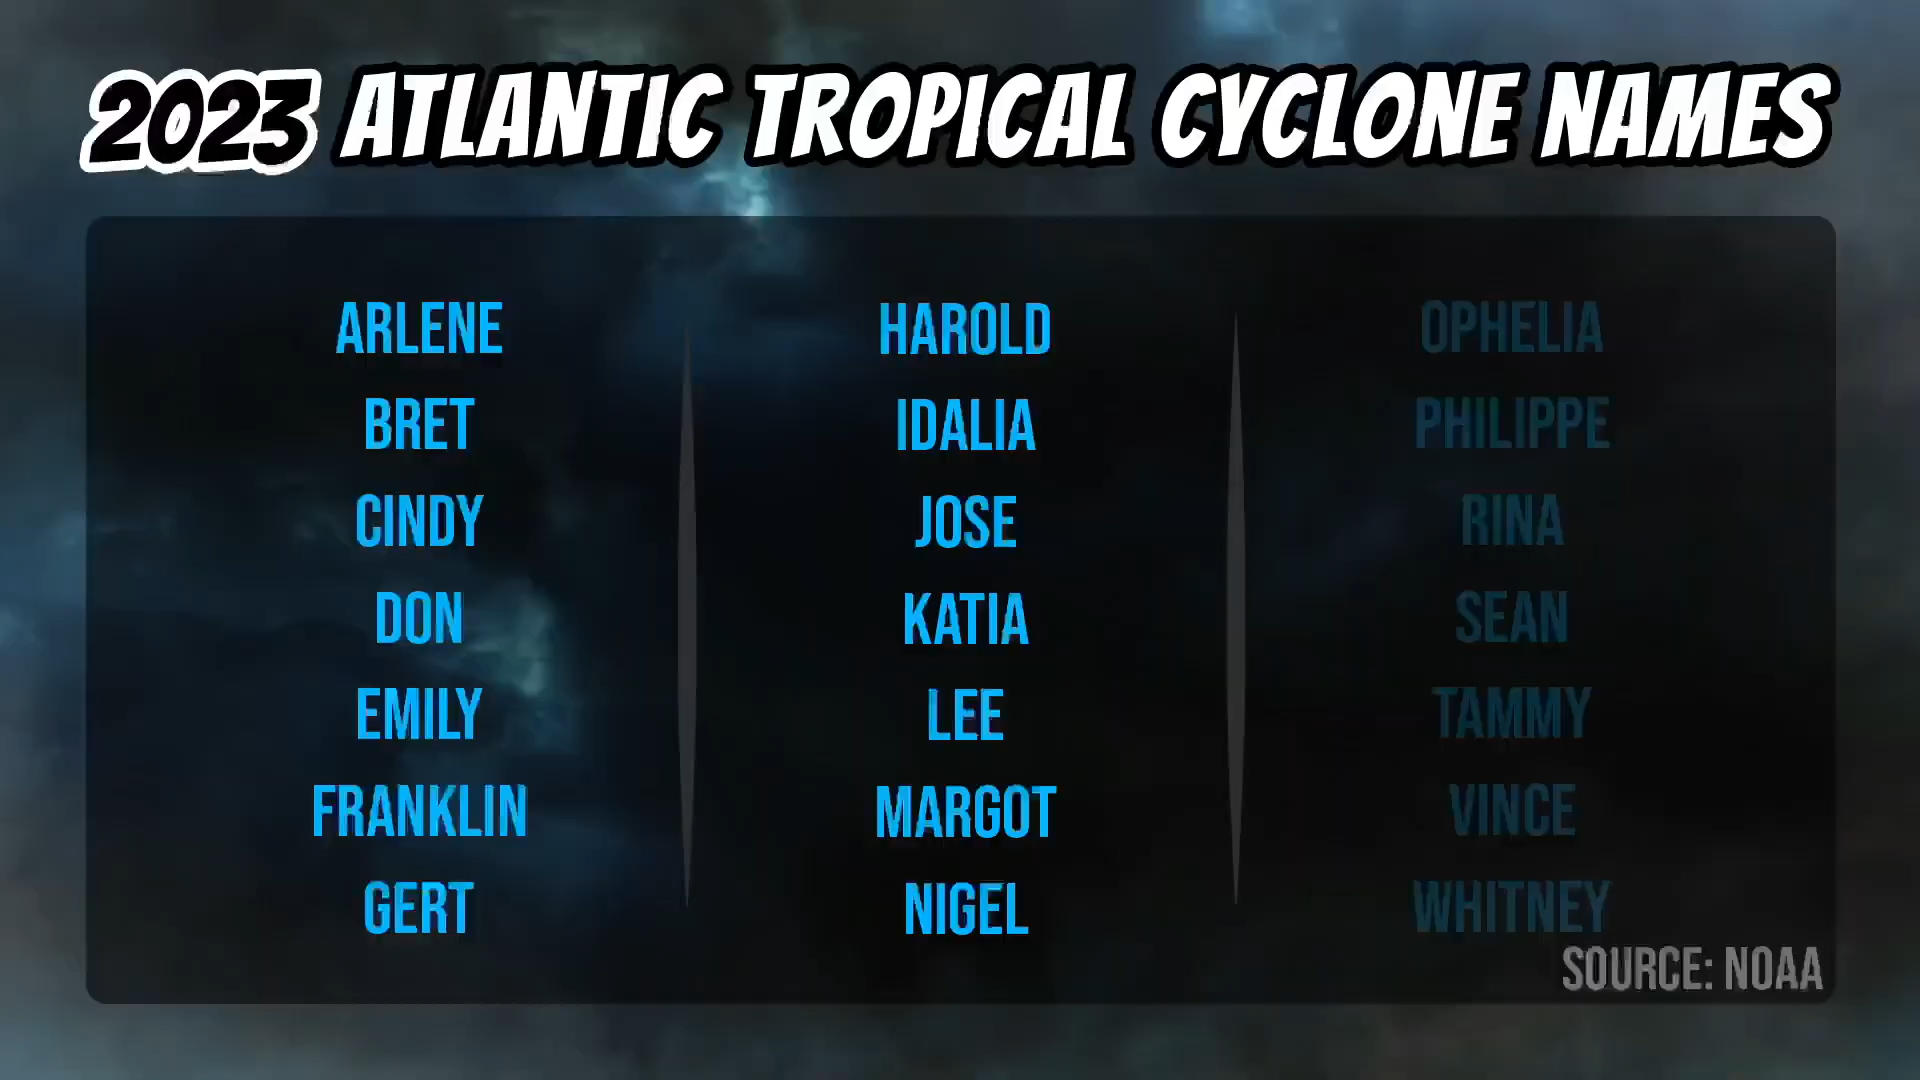 2023 ATLANTIC TROPICAL CYCLONE NAMES
ARLENE
BRET
CINDY
DON
EMILY
FRANKLIN
GERT
HAROLD
IDALIA
JOSE
KATIA
LEE
MARGOT
NIGEL
OPHELIA
PHILIPPE
RINA
SEAN
TAMMY
VINCE
WHITNEY
SOURCE: NOAA